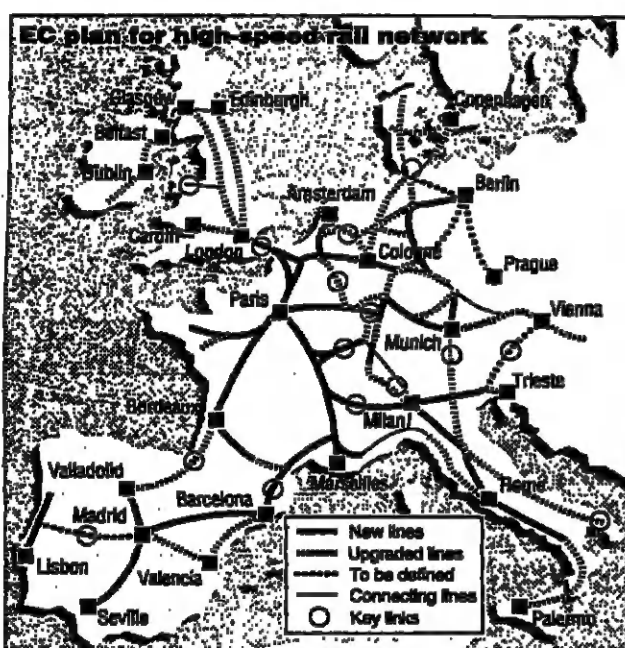 EC plan for high-speed rail network
Glasgow
Edinburgh
Copenhagen
Belfast
Dublin
Amsterdam
Berlin
Cardiff
London
Cologne
Prague
Paris
Vienna
Munich
Trieste
Bordeaux
Milan
Valladolid
Marseilles
Rome
Madrid
Barcelona
Lisbon
Valencia
Seville
Palermo
New lines
Upgraded lines
To be defined
Connecting lines
Key links